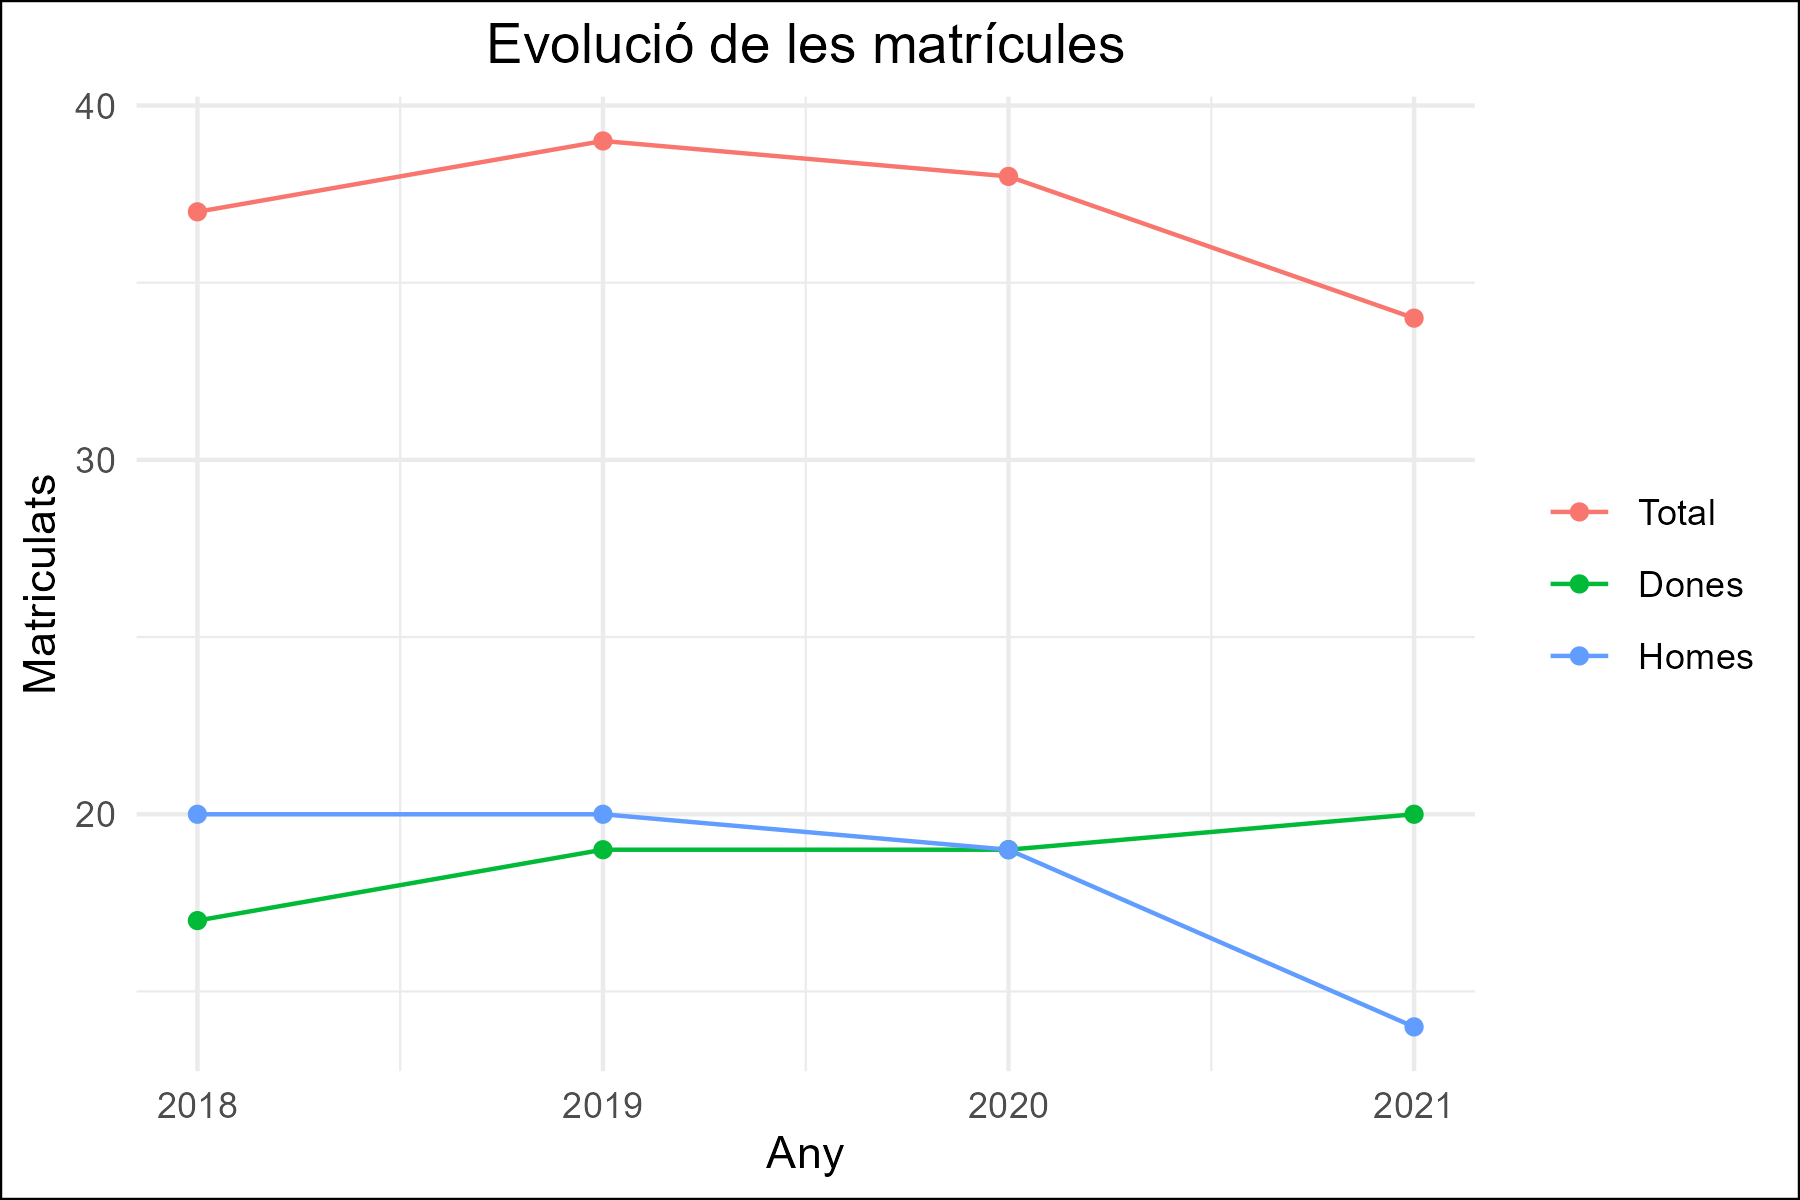 Evolució de les matrícules
40
30
20
Matriculats
2018
2019
2020
2021
Any
Total
Dones
Homes